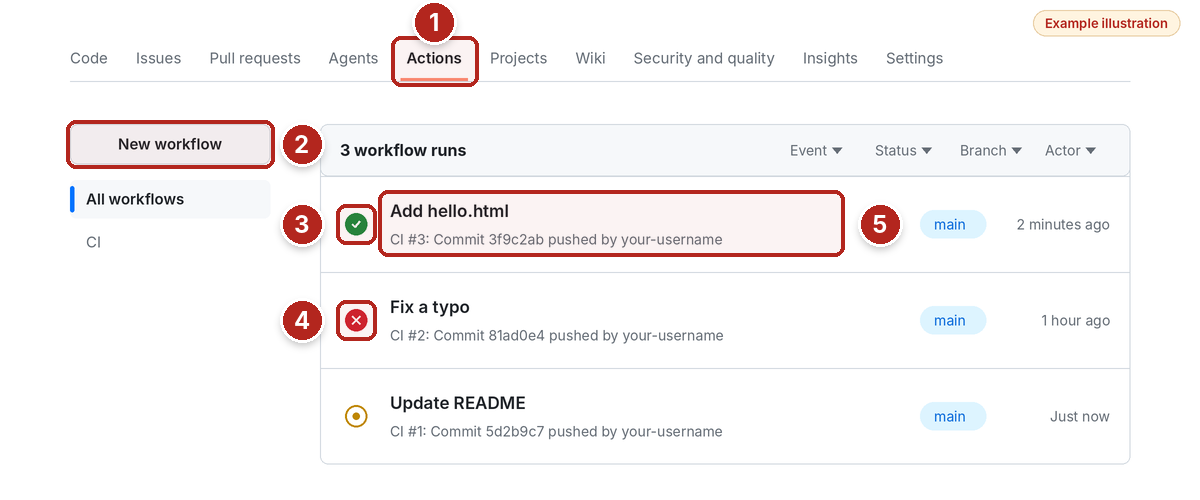 1
Example illustration
Code Issues Pull requests Agents Actions Projects Wiki Security and quality Insights Settings
New workflow
2
3 workflow runs Event Status Branch Actor
All workflows
CI
3
Add hello.html
CI #3: Commit 3f9c2ab pushed by your-username
5
main
2 minutes ago
4
Fix a typo
CI #2: Commit 81ad0e4 pushed by your-username
main
1 hour ago
Update README
CI #1: Commit 5d2b9c7 pushed by your-username
main
Just now